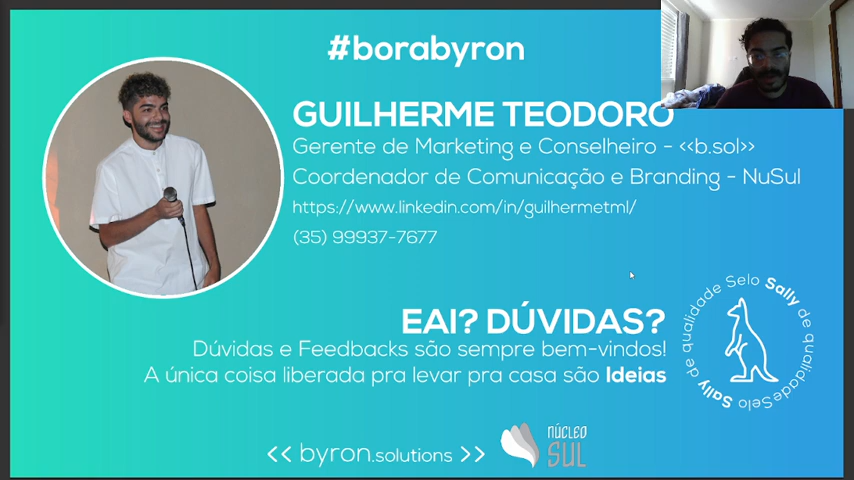 #borabyron
GUILHERME TEODORO
Gerente de Marketing e Conselheiro - <<b.sol>>
Coordenador de Comunicação e Branding - NuSul
https://www.linkedin.com/in/guilhermetml/
(35) 99937-7677
EAI? DÚVIDAS?
Dúvidas e Feedbacks são sempre bem-vindos!
A única coisa liberada pra levar pra casa são Ideias
Selo Sally de qualidade
Selo Sally de qualidade
<< byron.solutions >>
NÚCLEO
SUL